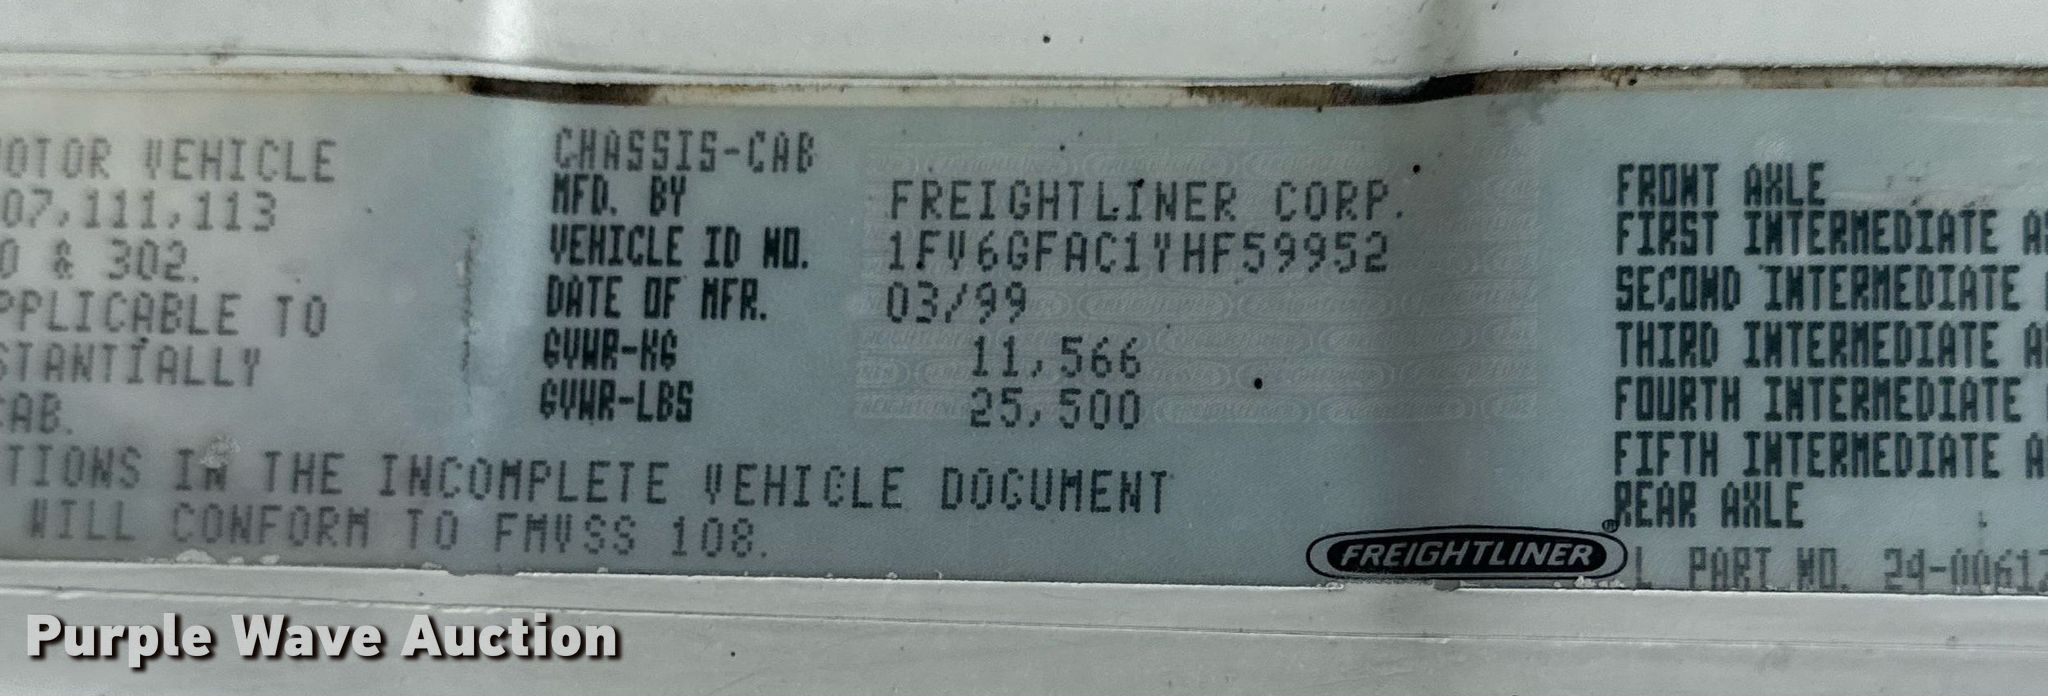 MOTOR VEHICLE
07,111,113
0 & 302.
PPLICABLE TO
STANTIALLY
CAB.
TIONS IN THE INCOMPLETE VEHICLE DOCUMENT
WILL CONFORM TO FMVSS 108.
CHASSIS-CAB
MFD. BY FREIGHTLINER CORP.
VEHICLE ID NO. 1FV6GFAC1YHF59952
DATE OF MFR. 03/99
GVWR-KG 11,566
GVWR-LBS 25,500
FREIGHTLINER ®
FRONT AXLE
FIRST INTERMEDIATE A
SECOND INTERMEDIATE
THIRD INTERMEDIATE A
FOURTH INTERMEDIATE
FIFTH INTERMEDIATE A
REAR AXLE
L PART NO. 24-00617
Purple Wave Auction